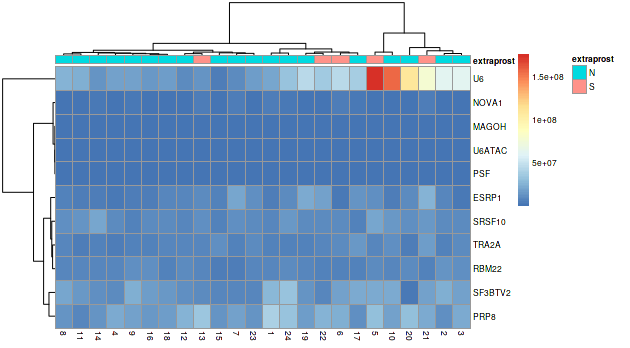 extraprost
U6
NOVA1
MAGOH
U6ATAC
PSF
ESRP1
SRSF10
TRA2A
RBM22
SF3BTV2
PRP8
8 11 14 4 9 16 18 12 13 15 7 23 1 24 19 22 6 17 5 10 20 21 2 3
1.5e+08
1e+08
5e+07
extraprost
N
S